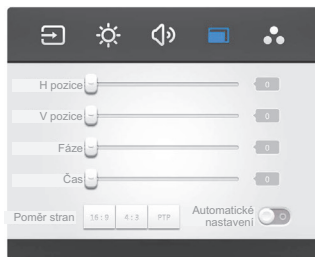 H pozice 0
V pozice 0
Fáze 0
Čas 0
Poměr stran 16:9 4:3 PTP Automatické nastavení